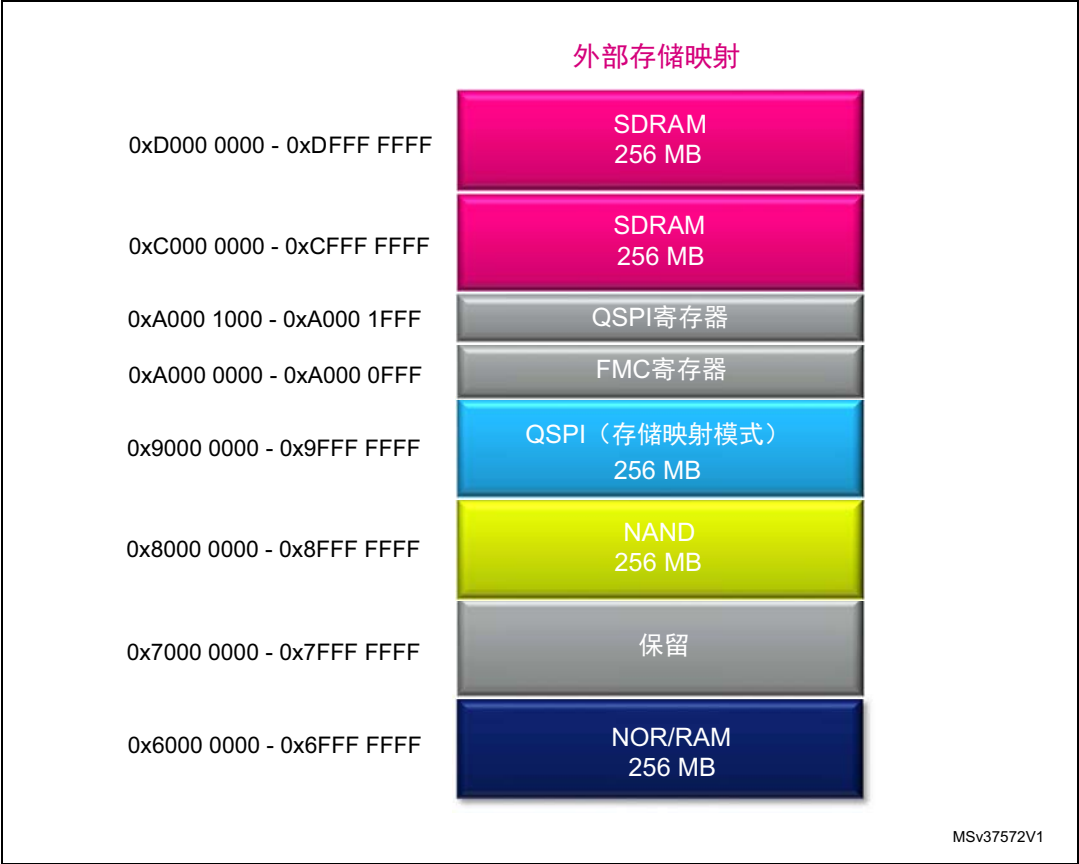 外部存储映射
0xD000 0000 - 0xDFFF FFFF
SDRAM
256 MB
0xC000 0000 - 0xCFFF FFFF
SDRAM
256 MB
0xA000 1000 - 0xA000 1FFF
QSPI寄存器
0xA000 0000 - 0xA000 0FFF
FMC寄存器
0x9000 0000 - 0x9FFF FFFF
QSPI（存储映射模式）
256 MB
0x8000 0000 - 0x8FFF FFFF
NAND
256 MB
0x7000 0000 - 0x7FFF FFFF
保留
0x6000 0000 - 0x6FFF FFFF
NOR/RAM
256 MB
MSv37572V1